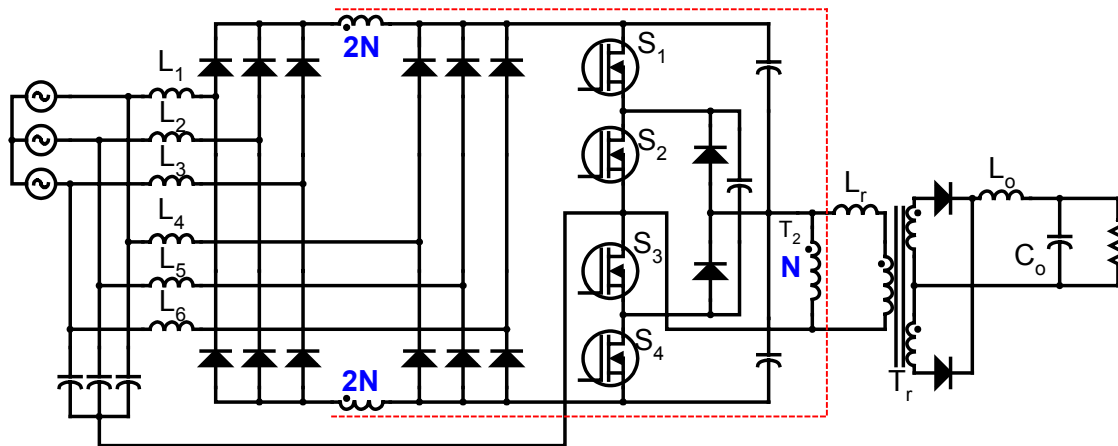 2N
S₁
L₁
L₂
S₂
L₃
Lᵣ
Lₒ
L₄
T₂
N
S₃
Cₒ
L₅
L₆
S₄
2N
Tᵣ